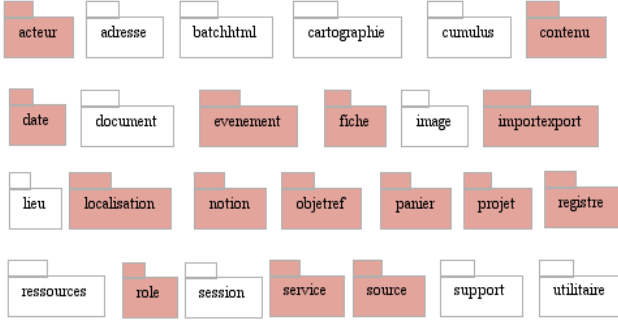 acteur adresse batchhtml cartographie cumulus contenu
date document evenement fiche image importexport
lieu localisation notion objetref panier projet registre
ressources role session service source support utilitaire